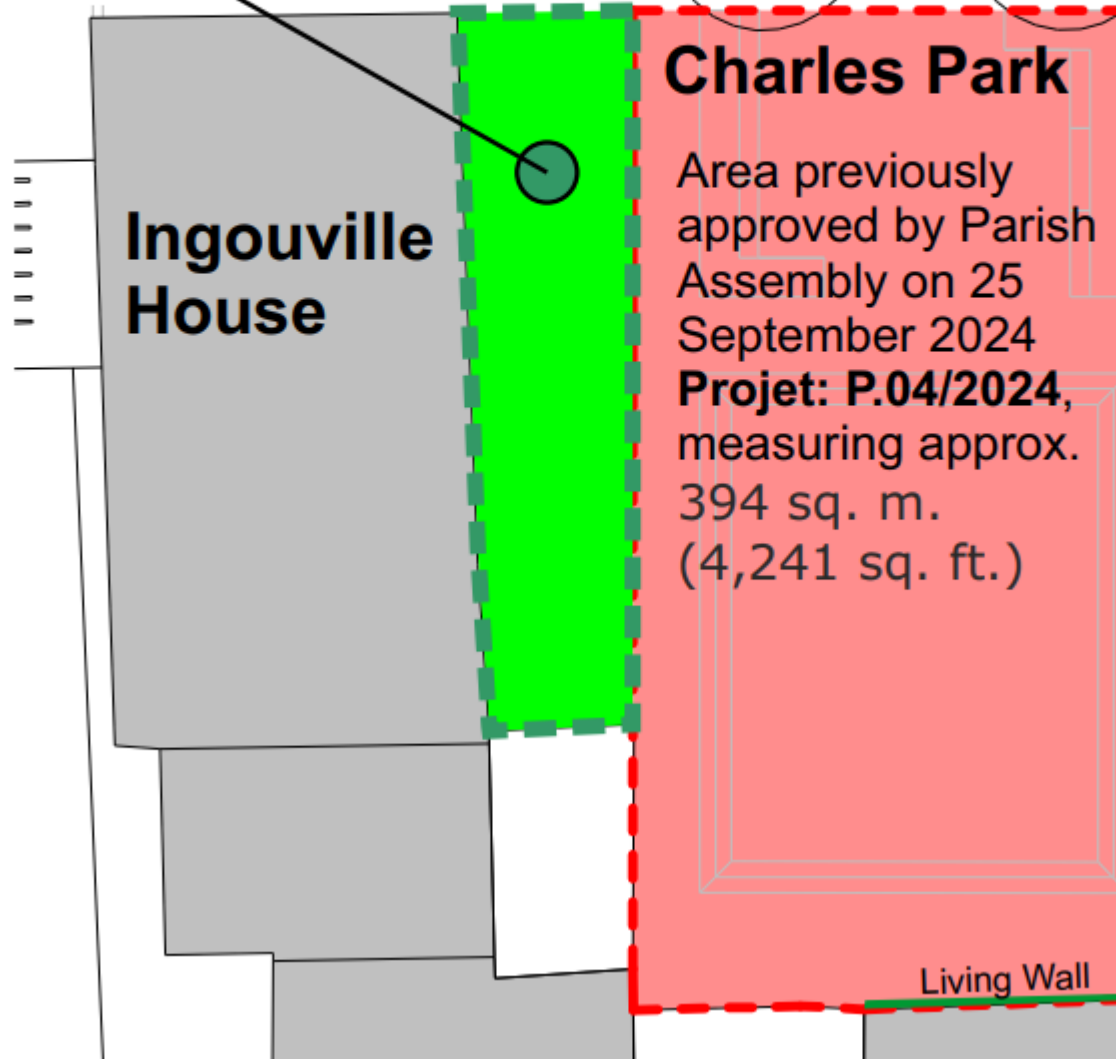 Charles Park
Area previously
approved by Parish
Assembly on 25
September 2024
Projet: P.04/2024,
measuring approx.
394 sq. m.
(4,241 sq. ft.)
Ingouville
House
Living Wall